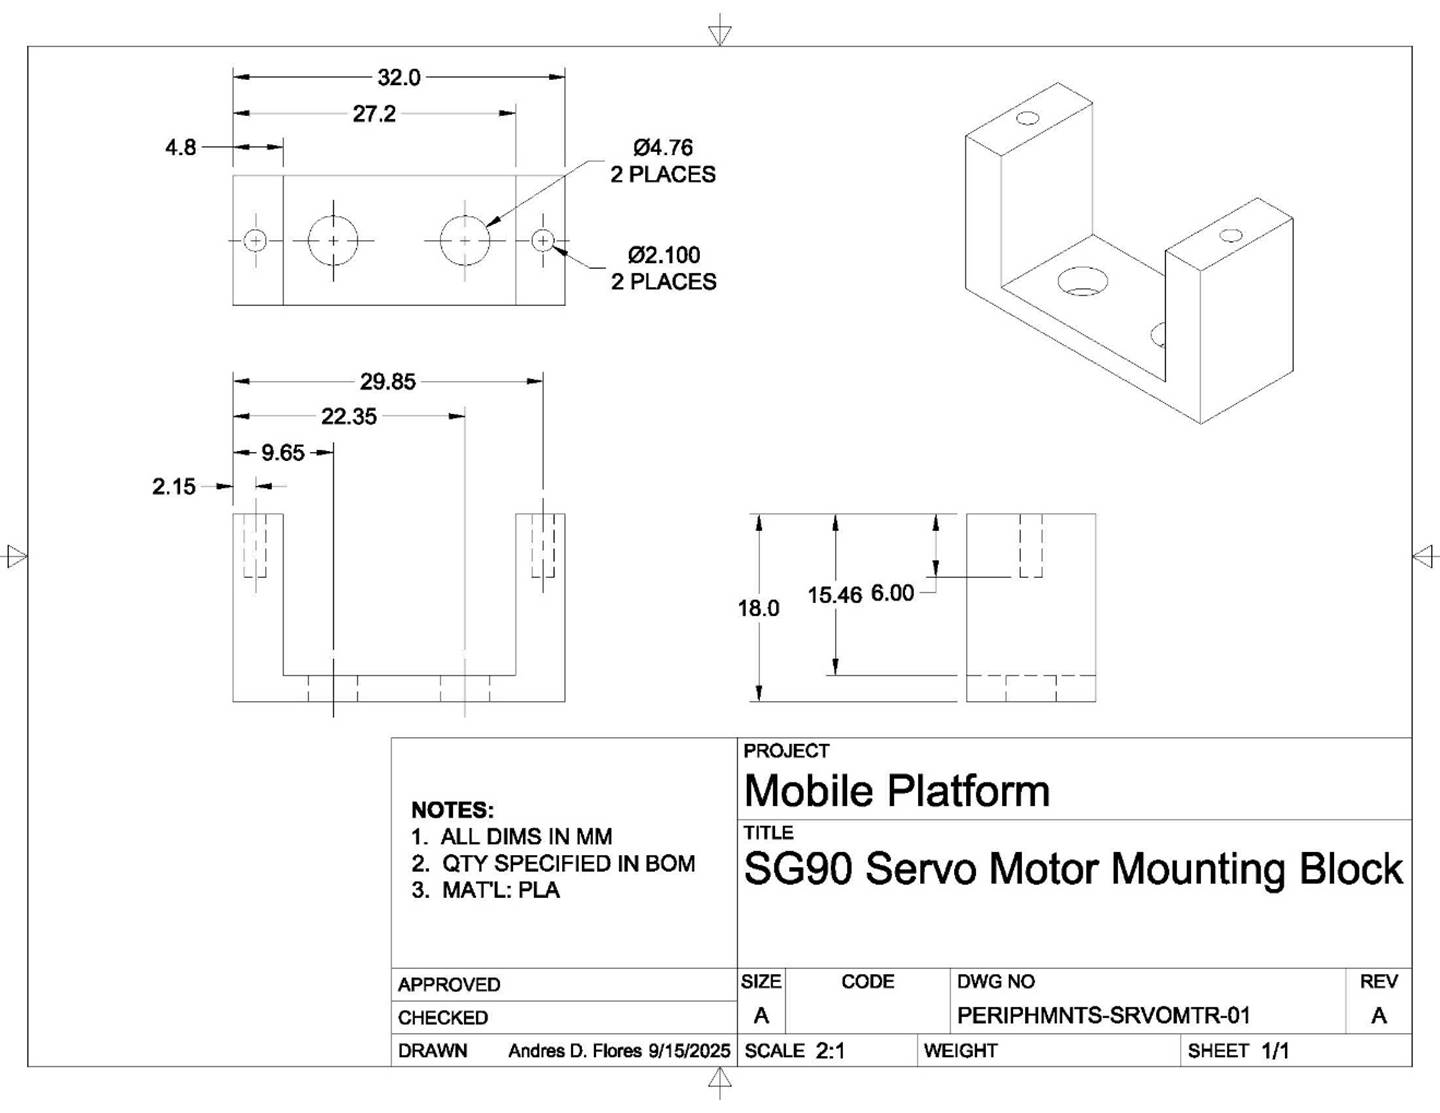 32.0
27.2
4.8
Ø4.76
2 PLACES
Ø2.100
2 PLACES
29.85
22.35
9.65
2.15
18.0
15.46
6.00
NOTES:
1. ALL DIMS IN MM
2. QTY SPECIFIED IN BOM
3. MAT'L: PLA
PROJECT
Mobile Platform
TITLE
SG90 Servo Motor Mounting Block
APPROVED
CHECKED
DRAWN Andres D. Flores 9/15/2025
SIZE
A
CODE
DWG NO
PERIPHMNTS-SRVOMTR-01
REV
A
SCALE 2:1
WEIGHT
SHEET 1/1